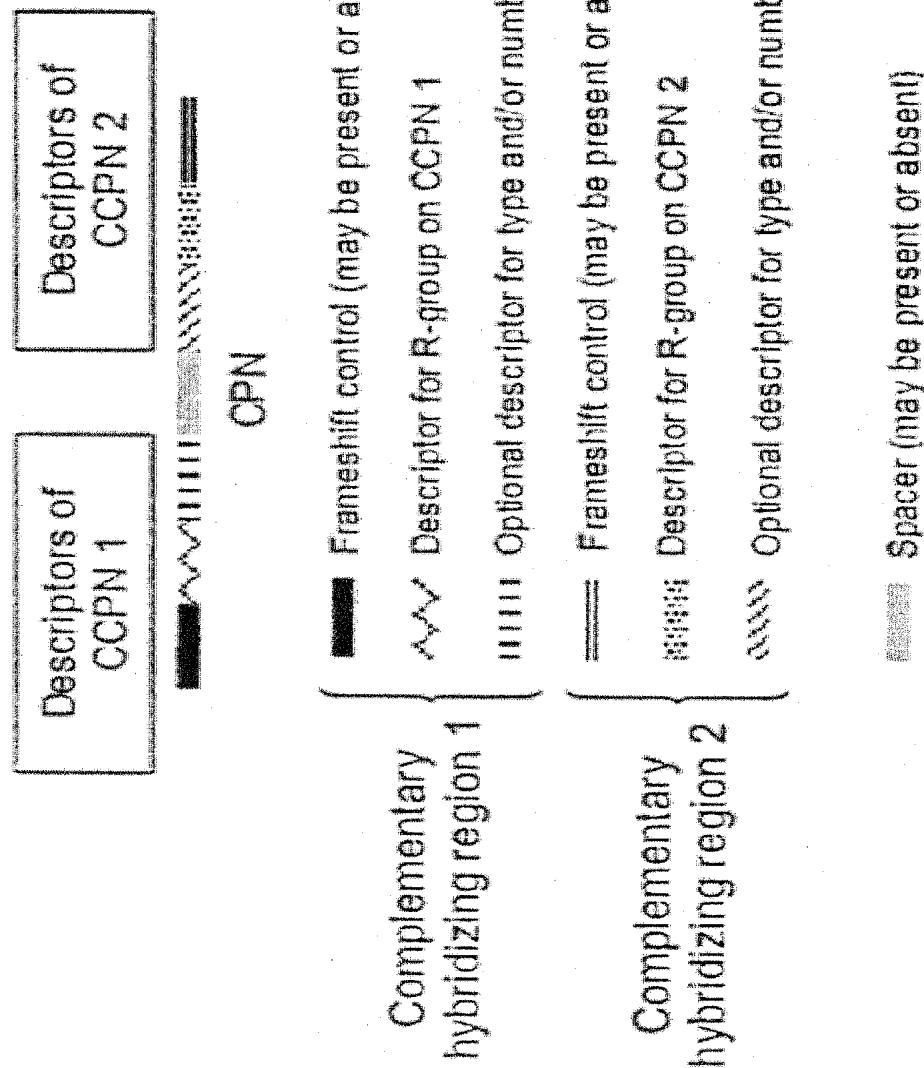 Descriptors of
CCPN 1
Descriptors of
CCPN 2
CPN
Complementary
hybridizing region 1
Frameshift control (may be present or a
Descriptor for R-group on CCPN 1
Optional descriptor for type and/or numb
Complementary
hybridizing region 2
Frameshift control (may be present or a
Descriptor for R-group on CCPN 2
Optional descriptor for type and/or numb
Spacer (may be present or absent)